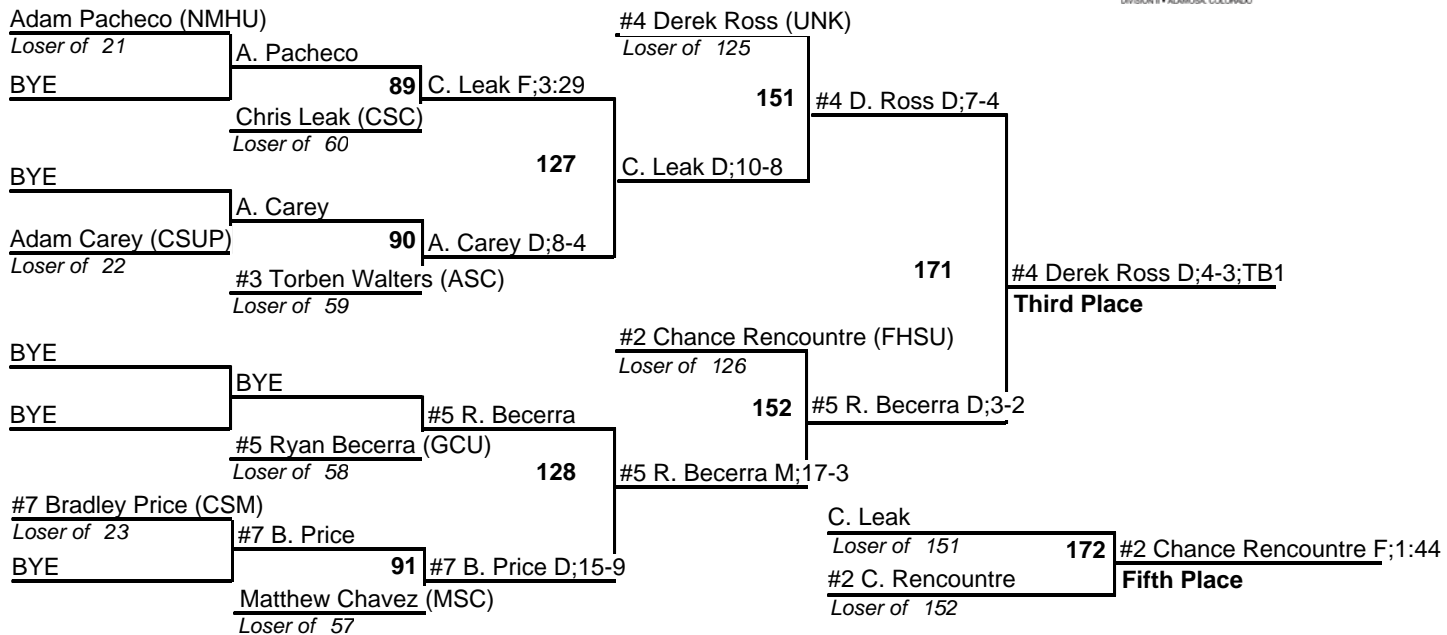 DIVISION II • ALAMOSA, COLORADO
Adam Pacheco (NMHU)
Loser of 21
A. Pacheco
BYE
89
C. Leak F;3:29
Chris Leak (CSC)
Loser of 60
127
BYE
A. Carey
Adam Carey (CSUP)
Loser of 22
90
A. Carey D;8-4
#3 Torben Walters (ASC)
Loser of 59
#4 Derek Ross (UNK)
Loser of 125
151
#4 D. Ross D;7-4
C. Leak D;10-8
171
#4 Derek Ross D;4-3;TB1
Third Place
BYE
BYE
BYE
#5 R. Becerra
#5 Ryan Becerra (GCU)
Loser of 58
128
#2 Chance Rencountre (FHSU)
Loser of 126
152
#5 R. Becerra D;3-2
#5 R. Becerra M;17-3
#7 Bradley Price (CSM)
Loser of 23
#7 B. Price
BYE
91
#7 B. Price D;15-9
Matthew Chavez (MSC)
Loser of 57
C. Leak
Loser of 151
172
#2 Chance Rencountre F;1:44
#2 C. Rencountre
Fifth Place
Loser of 152